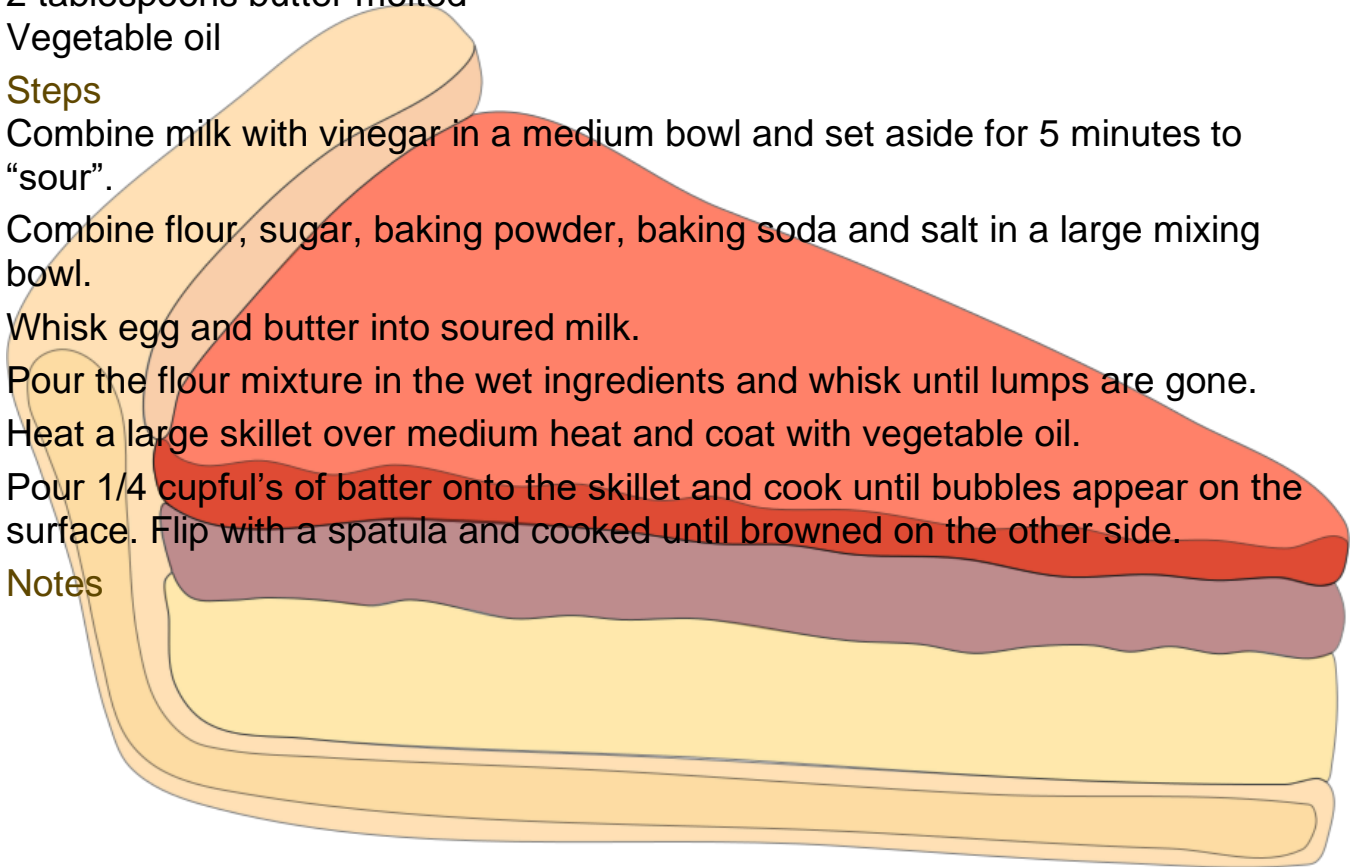 2 tablespoons butter melted
Vegetable oil
Steps
Combine milk with vinegar in a medium bowl and set aside for 5 minutes to
“sour”.
Combine flour, sugar, baking powder, baking soda and salt in a large mixing
bowl.
Whisk egg and butter into soured milk.
Pour the flour mixture in the wet ingredients and whisk until lumps are gone.
Heat a large skillet over medium heat and coat with vegetable oil.
Pour 1/4 cupful’s of batter onto the skillet and cook until bubbles appear on the
surface. Flip with a spatula and cooked until browned on the other side.
Notes